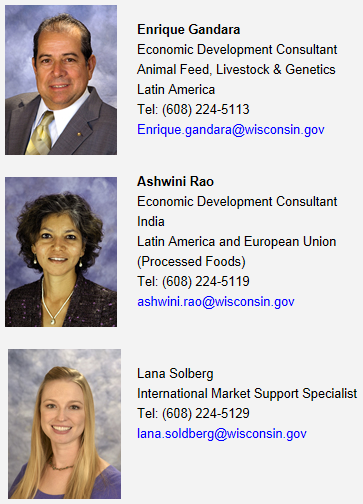 Enrique Gandara
Economic Development Consultant
Animal Feed, Livestock & Genetics
Latin America
Tel: (608) 224-5113
Enrique.gandara@wisconsin.gov
Ashwini Rao
Economic Development Consultant
India
Latin America and European Union
(Processed Foods)
Tel: (608) 224-5119
ashwini.rao@wisconsin.gov
Lana Solberg
International Market Support Specialist
Tel: (608) 224-5129
lana.soldberg@wisconsin.gov